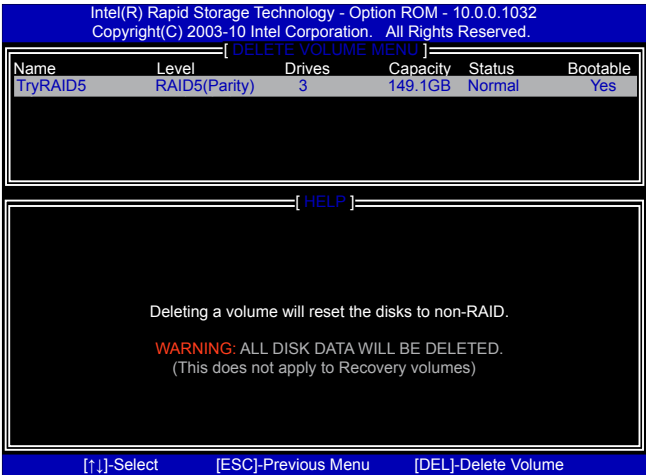 Intel(R) Rapid Storage Technology - Option ROM - 10.0.0.1032
Copyright(C) 2003-10 Intel Corporation.  All Rights Reserved.
[ DELETE VOLUME MENU ]
Name Level Drives Capacity Status Bootable
TryRAID5 RAID5(Parity) 3 149.1GB Normal Yes
[ HELP ]
Deleting a volume will reset the disks to non-RAID.
WARNING: ALL DISK DATA WILL BE DELETED.
(This does not apply to Recovery volumes)
[↑↓]-Select [ESC]-Previous Menu [DEL]-Delete Volume